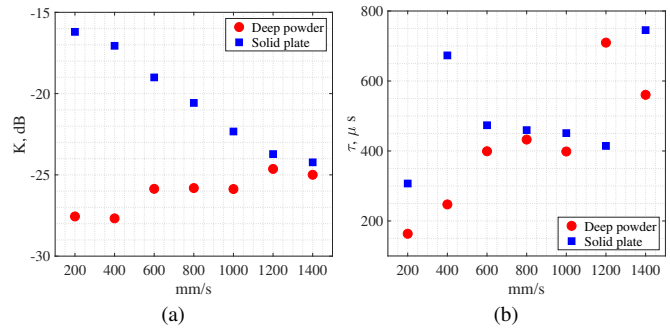 -15
-20
-25
-30
K, dB
Deep powder
Solid plate
200 400 600 800 1000 1200 1400
mm/s
(a)
800
600
400
200
τ, μ s
Deep powder
Solid plate
200 400 600 800 1000 1200 1400
mm/s
(b)